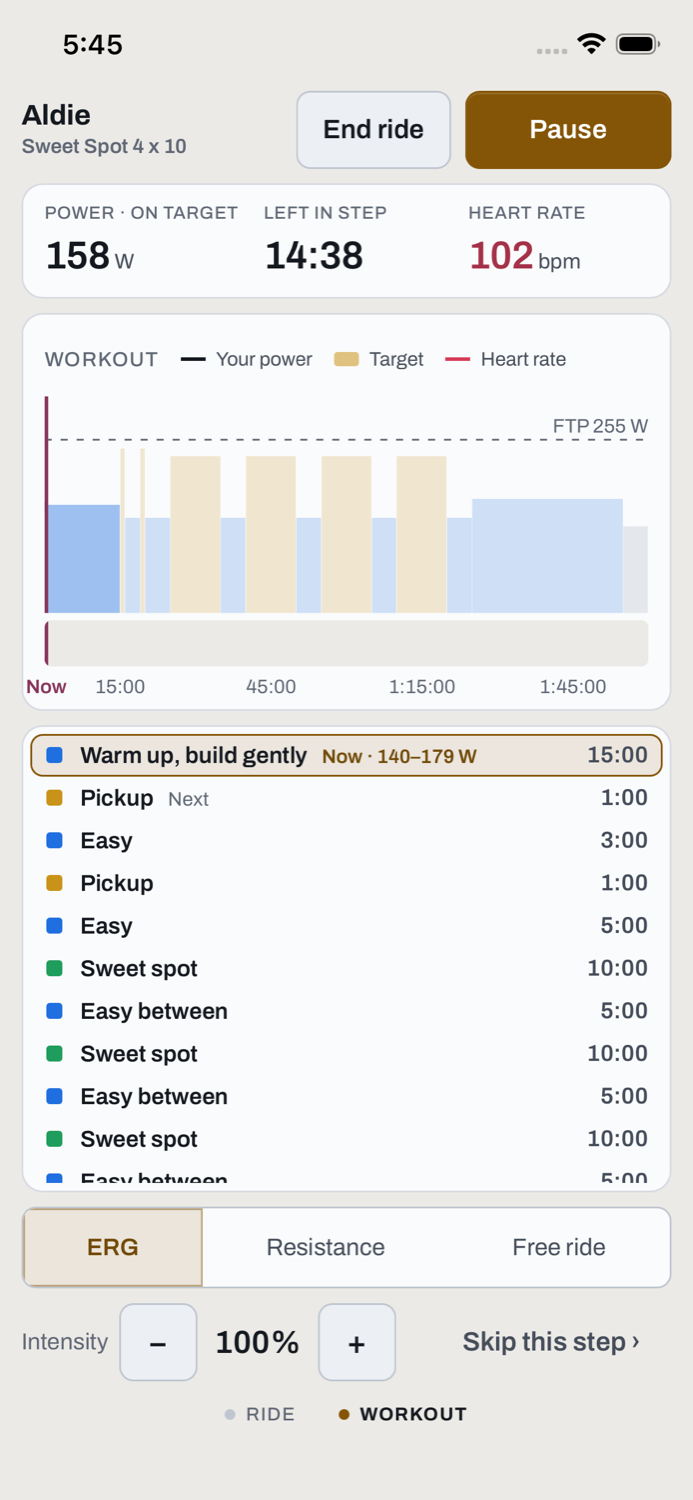 5:45
Aldie
Sweet Spot 4 x 10
End ride
Pause
POWER · ON TARGET
158 W
LEFT IN STEP
14:38
HEART RATE
102 bpm
WORKOUT
Your power
Target
Heart rate
FTP 255 W
Now
15:00
45:00
1:15:00
1:45:00
Warm up, build gently Now · 140–179 W 15:00
Pickup Next 1:00
Easy 3:00
Pickup 1:00
Easy 5:00
Sweet spot 10:00
Easy between 5:00
Sweet spot 10:00
Easy between 5:00
Sweet spot 10:00
Easy between 5:00
ERG
Resistance
Free ride
Intensity
–
100%
+
Skip this step ›
RIDE
WORKOUT